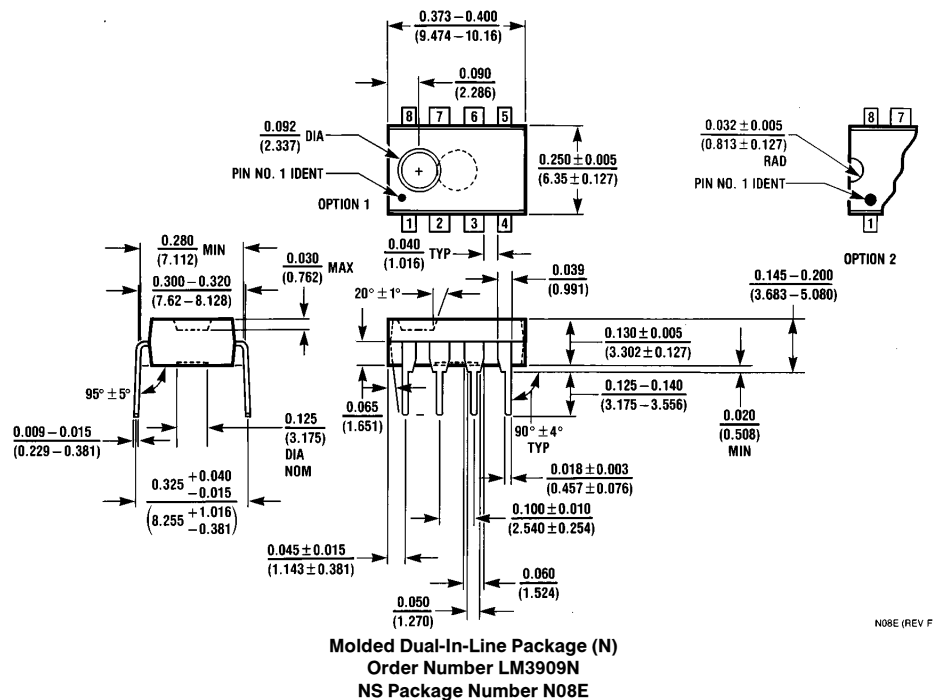 0.373 – 0.400
(9.474 – 10.16)
0.090
(2.286)
8 7 6 5
0.092 DIA
(2.337)
PIN NO. 1 IDENT
OPTION 1
+
1 2 3 4
0.250 ± 0.005
(6.35 ± 0.127)
0.032 ± 0.005
(0.813 ± 0.127)
RAD
PIN NO. 1 IDENT
8 7
1
OPTION 2
0.280 MIN
(7.112)
0.030 MAX
(0.762)
0.300 – 0.320
(7.62 – 8.128)
0.040 TYP
(1.016)
0.039
(0.991)
0.145 – 0.200
(3.683 – 5.080)
20° ± 1°
0.130 ± 0.005
(3.302 ± 0.127)
95° ± 5°
0.065
(1.651)
0.125 – 0.140
(3.175 – 3.556)
0.020
(0.508)
MIN
90° ± 4°
TYP
0.009 – 0.015
(0.229 – 0.381)
0.125
(3.175)
DIA
NOM
0.018 ± 0.003
(0.457 ± 0.076)
0.325 +0.040
−0.015
(8.255 +1.016
−0.381)
0.100 ± 0.010
(2.540 ± 0.254)
0.045 ± 0.015
(1.143 ± 0.381)
0.060
(1.524)
0.050
(1.270)
N08E (REV F
Molded Dual-In-Line Package (N)
Order Number LM3909N
NS Package Number N08E